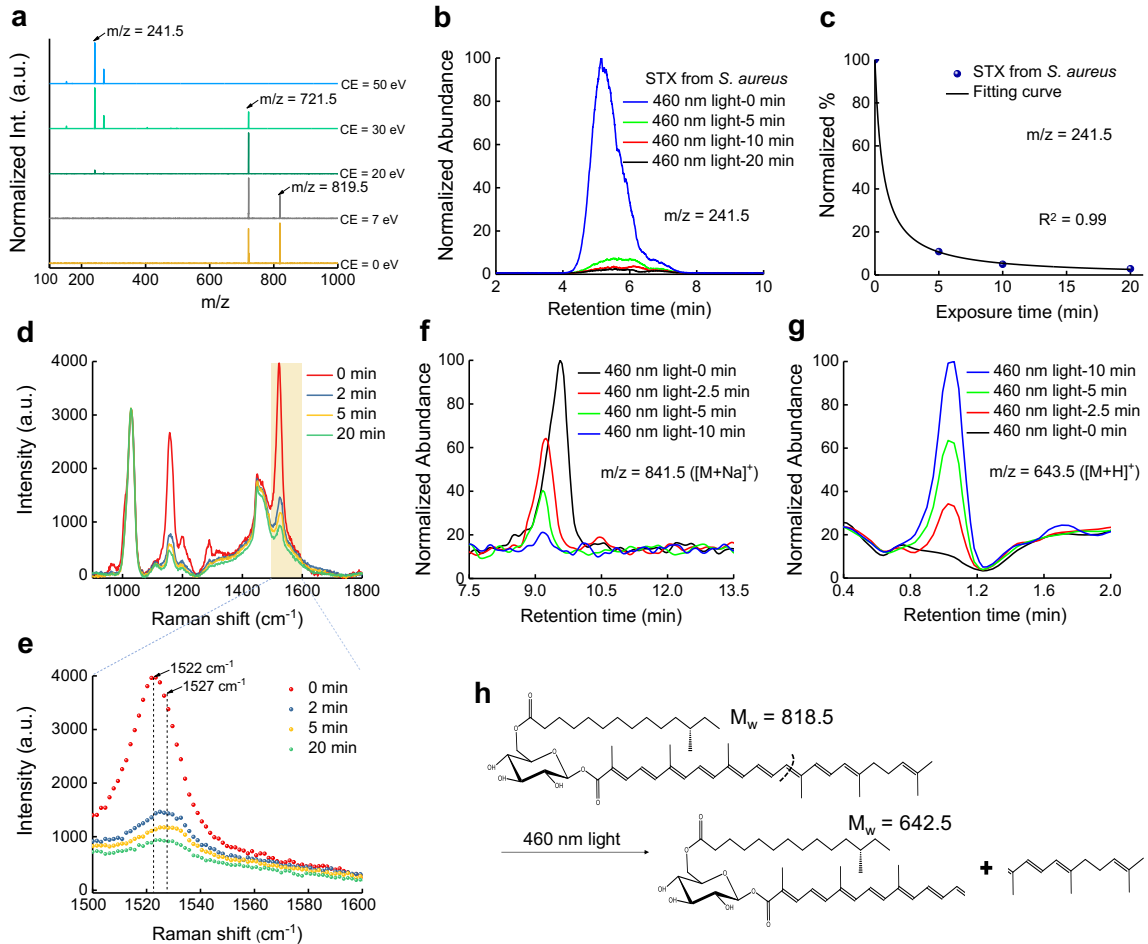 a
m/z = 241.5
CE = 50 eV
m/z = 721.5
CE = 30 eV
CE = 20 eV
m/z = 819.5
CE = 7 eV
CE = 0 eV
Normalized Int. (a.u.)
100 200 400 600 800 1000
m/z
b
100
80
60
40
20
0
Normalized Abundance
STX from S. aureus
460 nm light-0 min
460 nm light-5 min
460 nm light-10 min
460 nm light-20 min
m/z = 241.5
2 4 6 8 10
Retention time (min)
c
100
80
60
40
20
0
Normalized %
STX from S. aureus
Fitting curve
m/z = 241.5
R² = 0.99
0 5 10 15 20
Exposure time (min)
d
4000
3000
2000
1000
0
Intensity (a.u.)
0 min
2 min
5 min
20 min
1000 1200 1400 1600 1800
Raman shift (cm⁻¹)
f
100
80
60
40
20
0
Normalized Abundance
460 nm light-0 min
460 nm light-2.5 min
460 nm light-5 min
460 nm light-10 min
m/z = 841.5 ([M+Na]⁺)
7.5 9.0 10.5 12.0 13.5
Retention time (min)
g
100
80
60
40
20
0
Normalized Abundance
460 nm light-10 min
460 nm light-5 min
460 nm light-2.5 min
460 nm light-0 min
m/z = 643.5 ([M+H]⁺)
0.4 0.8 1.2 1.6 2.0
Retention time (min)
e
4000
3000
2000
1000
0
Intensity (a.u.)
1522 cm⁻¹
1527 cm⁻¹
0 min
2 min
5 min
20 min
1500 1520 1540 1560 1580 1600
Raman shift (cm⁻¹)
h
O
Mw = 818.5
O
O
OH
O
HO
OH
O
460 nm light
O
Mw = 642.5
O
O
OH
O
HO
OH
O
+